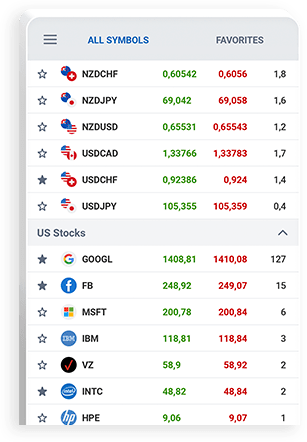 ALL SYMBOLS FAVORITES
NZDCHF 0,60542 0,6056 1,8
NZDJPY 69,042 69,058 1,6
NZDUSD 0,65531 0,65543 1,2
USDCAD 1,33766 1,33783 1,7
USDCHF 0,92386 0,924 1,4
USDJPY 105,355 105,359 0,4
US Stocks
GOOGL 1408,81 1410,08 127
FB 248,92 249,07 15
MSFT 200,78 200,84 6
IBM IBM 118,81 118,84 3
VZ 58,9 58,92 2
intel INTC 48,82 48,84 2
hp HPE 9,06 9,07 1